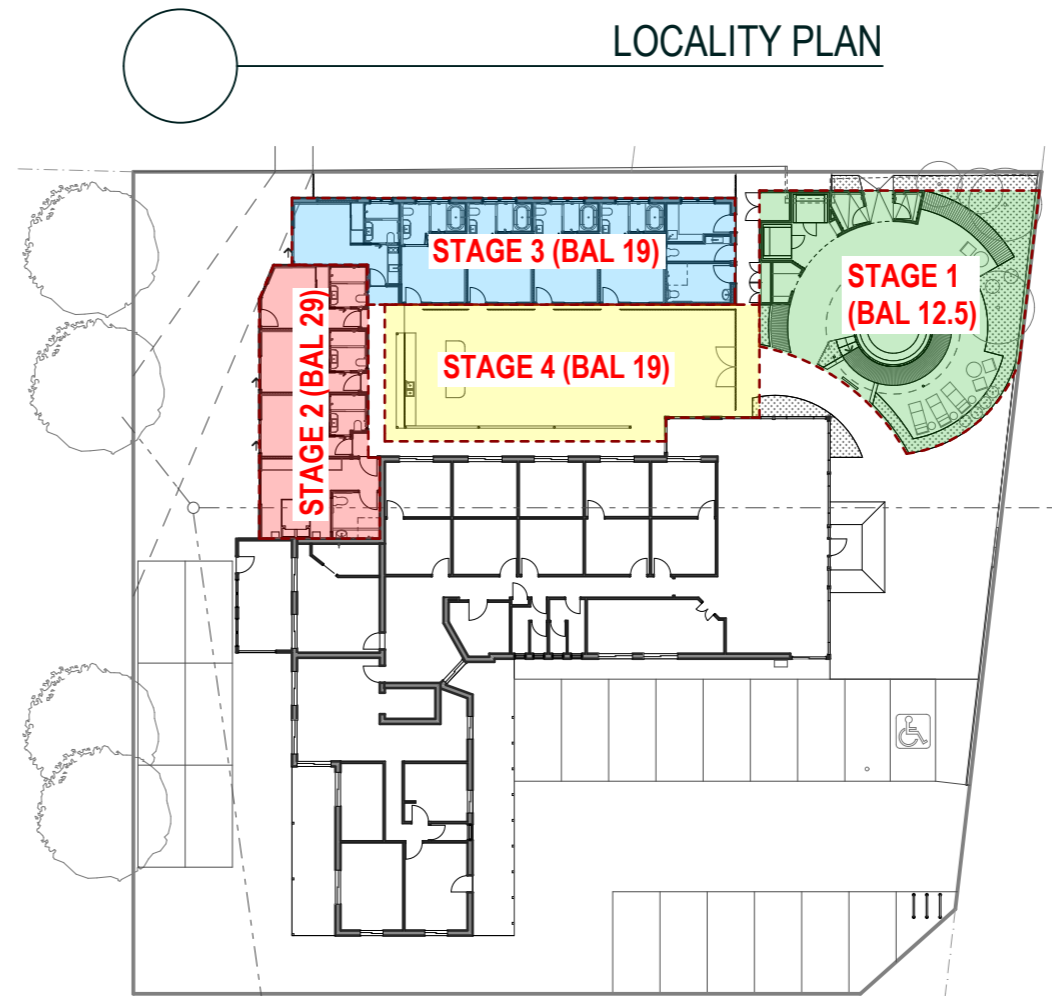 LOCALITY PLAN
STAGE 3 (BAL 19)
STAGE 1
(BAL 12.5)
STAGE 2 (BAL 29)
STAGE 4 (BAL 19)